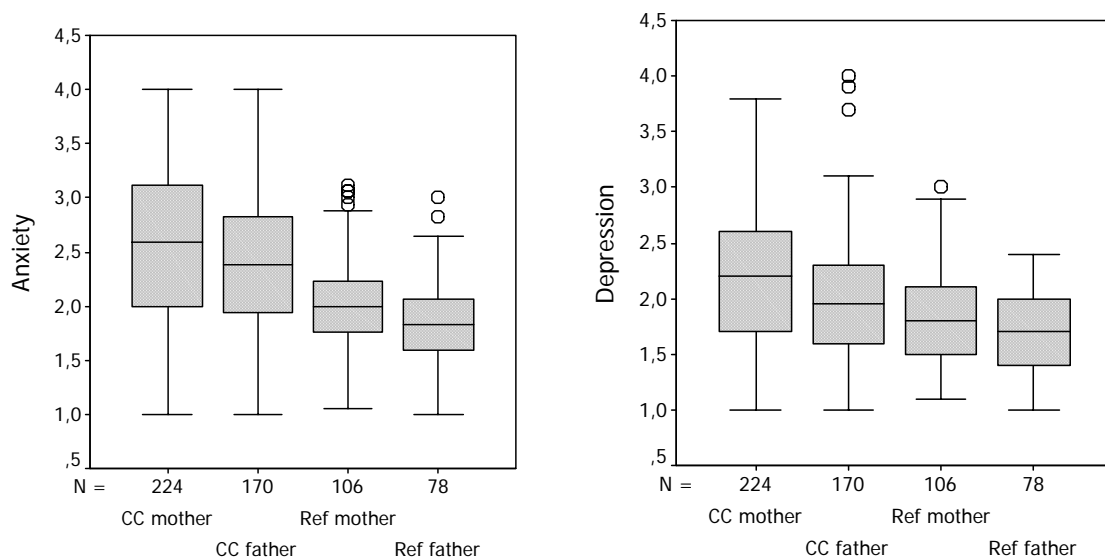 4,5
4,0
3,5
3,0
2,5
2,0
1,5
1,0
,5
Anxiety
N = 224 170 106 78
CC mother Ref mother
CC father Ref father
4,5
4,0
3,5
3,0
2,5
2,0
1,5
1,0
,5
Depression
N = 224 170 106 78
CC mother Ref mother
CC father Ref father